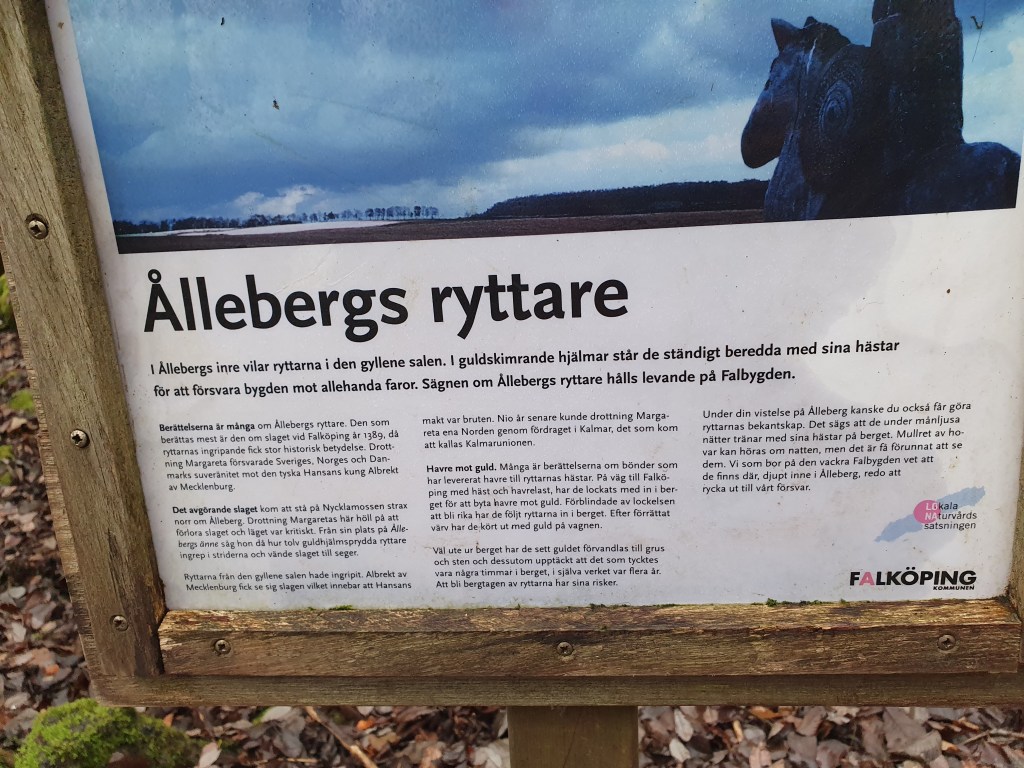 Ållebergs ryttare
I Ållebergs inre vilar ryttarna i den gyllene salen. I guldskimrande hjälmar står de ständigt beredda med sina hästar
för att försvara bygden mot allehanda faror. Sägnen om Ållebergs ryttare hålls levande på Falbygden.
Berättelserna är många om Ållebergs ryttare. Den som
berättas mest är den om slaget vid Falköping år 1389, då
ryttarnas ingripande fick stor historisk betydelse. Drott-
ning Margareta försvarade Sveriges, Norges och Dan-
marks suveränitet mot den tyska Hansans kung Albrekt
av Mecklenburg.
Det avgörande slaget kom att stå på Nycklamossen strax
norr om Ålleberg. Drottning Margaretas här höll på att
förlora slaget och läget var kritiskt. Från sin plats på Ålle-
bergs änne såg hon då hur tolv guldhjälmsprydda ryttare
ingrep i striderna och vände slaget till seger.
Ryttarna från den gyllene salen hade ingripit. Albrekt av
Mecklenburg fick se sig slagen vilket innebar att Hansans
makt var bruten. Nio år senare kunde drottning Marga-
reta ena Norden genom fördraget i Kalmar, det som kom
att kallas Kalmarunionen.
Havre mot guld. Många är berättelserna om bönder som
har levererat havre till ryttarnas hästar. På väg till Falkö-
ping med häst och havrelast, har de lockats med in i ber-
get för att byta havre mot guld. Förblindade av lockelsen
att bli rika har de följt ryttarna in i berget. Efter förrättat
värv har de kört ut med guld på vagnen.
Väl ute ur berget har de sett guldet förvandlas till grus
och sten och dessutom upptäckt att det som tycktes
vara några timmar i berget, i själva verket var flera år.
Att bli bergtagen av ryttarna har sina risker.
Under din vistelse på Ålleberg kanske du också får göra
ryttarnas bekantskap. Det sägs att de under månljusa
nätter tränar med sina hästar på berget. Mullret av ho-
var kan höras om natten, men det är få förunnat att se
dem. Vi som bor på den vackra Falbygden vet att
de finns där, djupt inne i Ålleberg, redo att
rycka ut till vårt försvar.
LOkala
NAturvårds
satsningen
FALKÖPING
KOMMUNEN